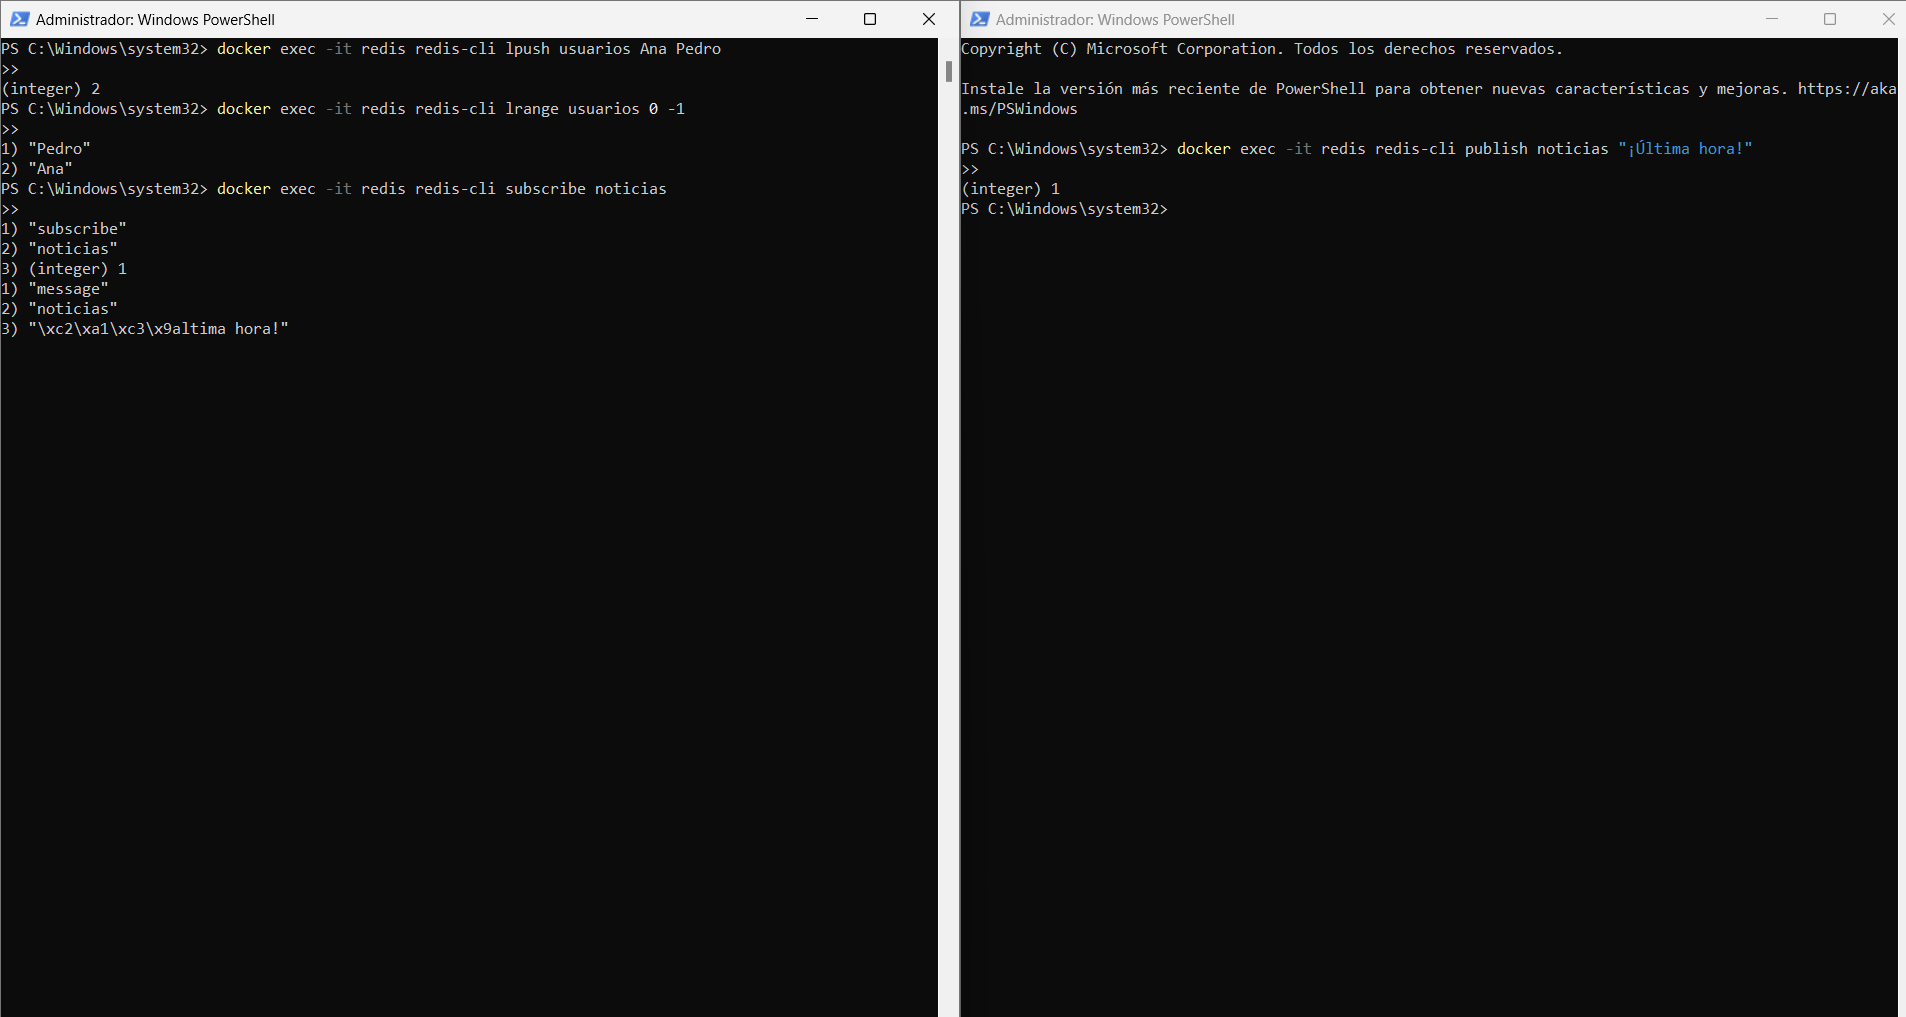 Administrador: Windows PowerShell
PS C:\Windows\system32> docker exec -it redis redis-cli lpush usuarios Ana Pedro
>>
(integer) 2
PS C:\Windows\system32> docker exec -it redis redis-cli lrange usuarios 0 -1
>>
1) "Pedro"
2) "Ana"
PS C:\Windows\system32> docker exec -it redis redis-cli subscribe noticias
>>
1) "subscribe"
2) "noticias"
3) (integer) 1
1) "message"
2) "noticias"
3) "\xc2\xa1\xc3\x9altima hora!"
Administrador: Windows PowerShell
Copyright (C) Microsoft Corporation. Todos los derechos reservados.
Instale la versión más reciente de PowerShell para obtener nuevas características y mejoras. https://aka
.ms/PSWindows
PS C:\Windows\system32> docker exec -it redis redis-cli publish noticias "¡Última hora!"
>>
(integer) 1
PS C:\Windows\system32>